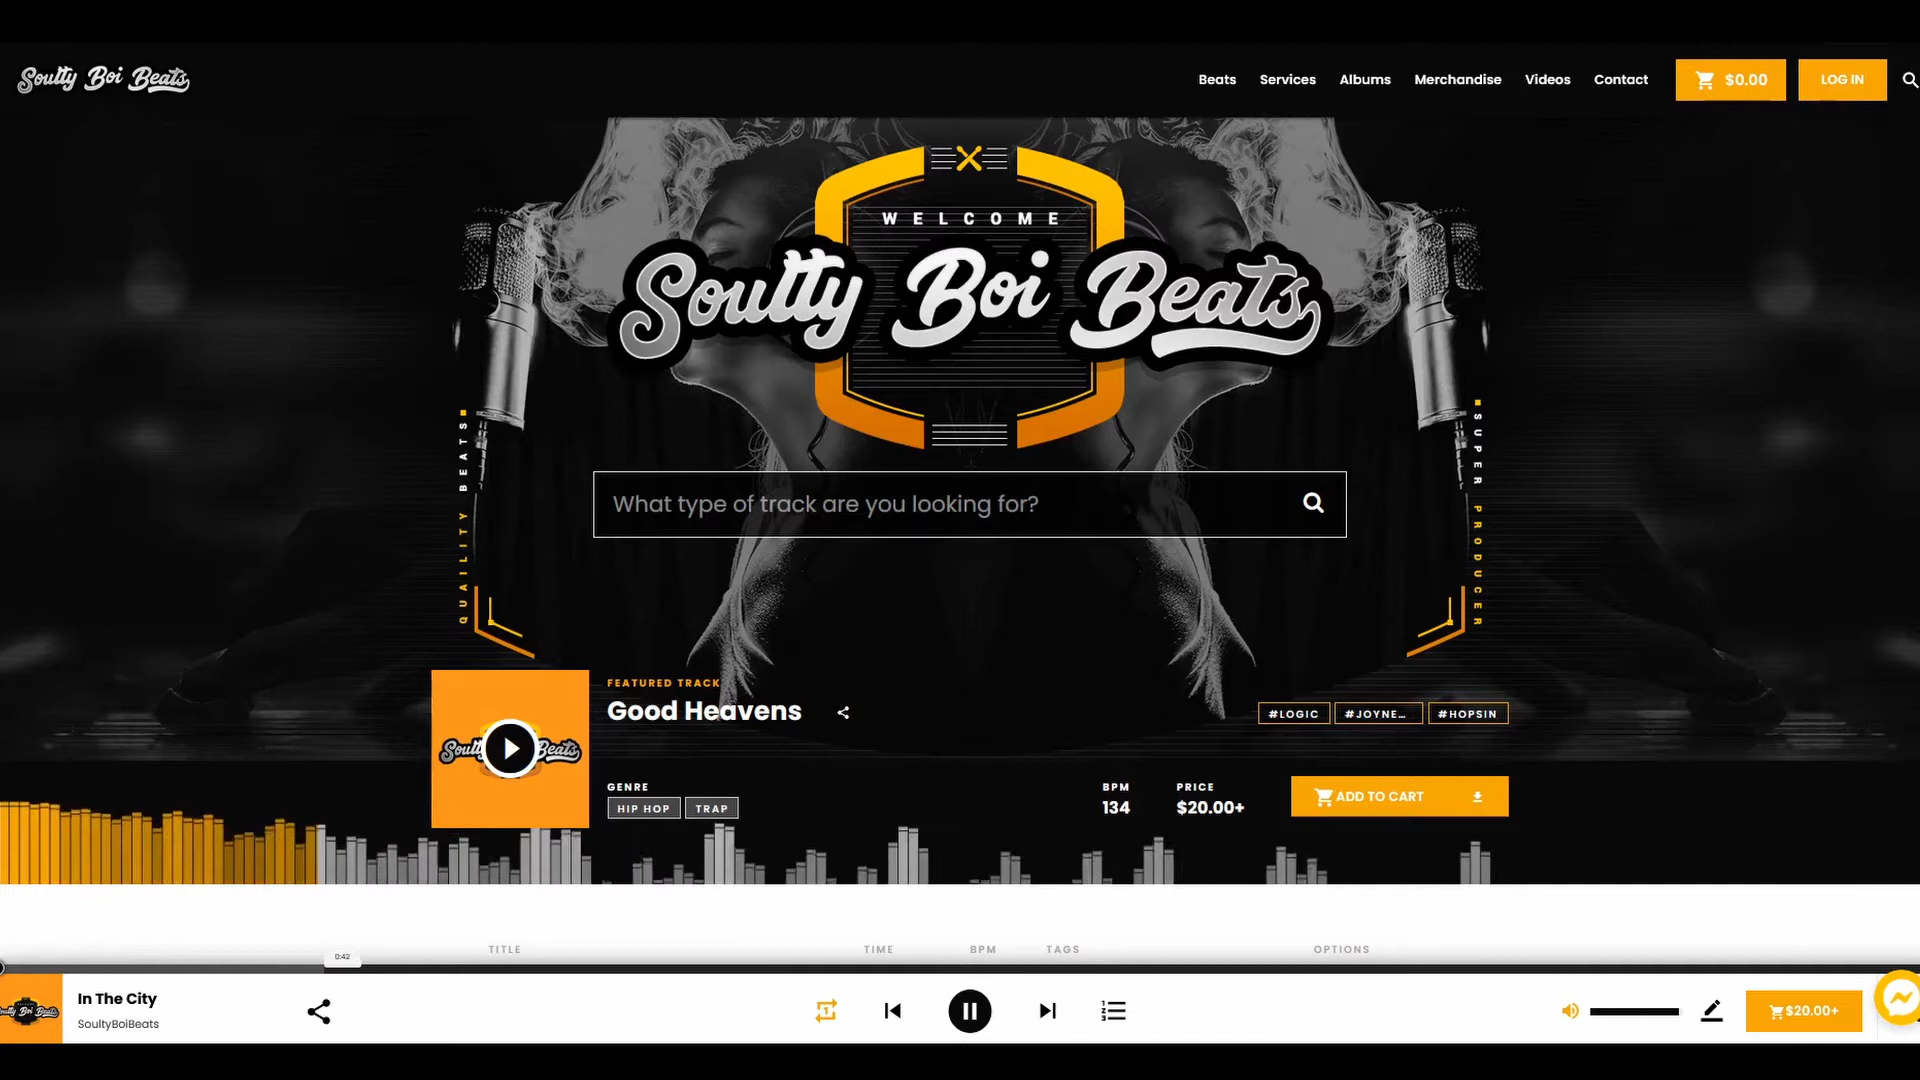 Soulty Boi Beats
Beats
Services
Albums
Merchandise
Videos
Contact
$0.00
LOG IN
WELCOME
Soulty Boi Beats
QUAILITY BEATS
SUPER PRODUCER
What type of track are you looking for?
FEATURED TRACK
Good Heavens
#LOGIC
#JOYNE...
#HOPSIN
GENRE
HIP HOP
TRAP
BPM
134
PRICE
$20.00+
ADD TO CART
TITLE
TIME
BPM
TAGS
OPTIONS
0:42
In The City
SoultyBoiBeats
$20.00+